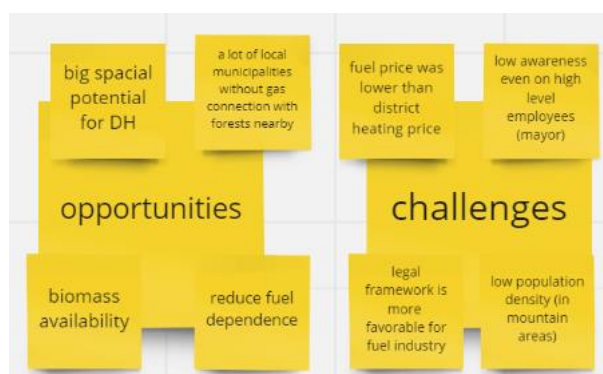 big spacial
potential
for DH
a lot of local
municipalities
without gas
connection with
forests nearby
opportunities
biomass
availability
reduce fuel
dependence
fuel price was
lower than
district
heating price
low awareness
even on high
level
employees
(mayor)
challenges
legal
framework is
more
favorable for
fuel industry
low population
density (in
mountain
areas)